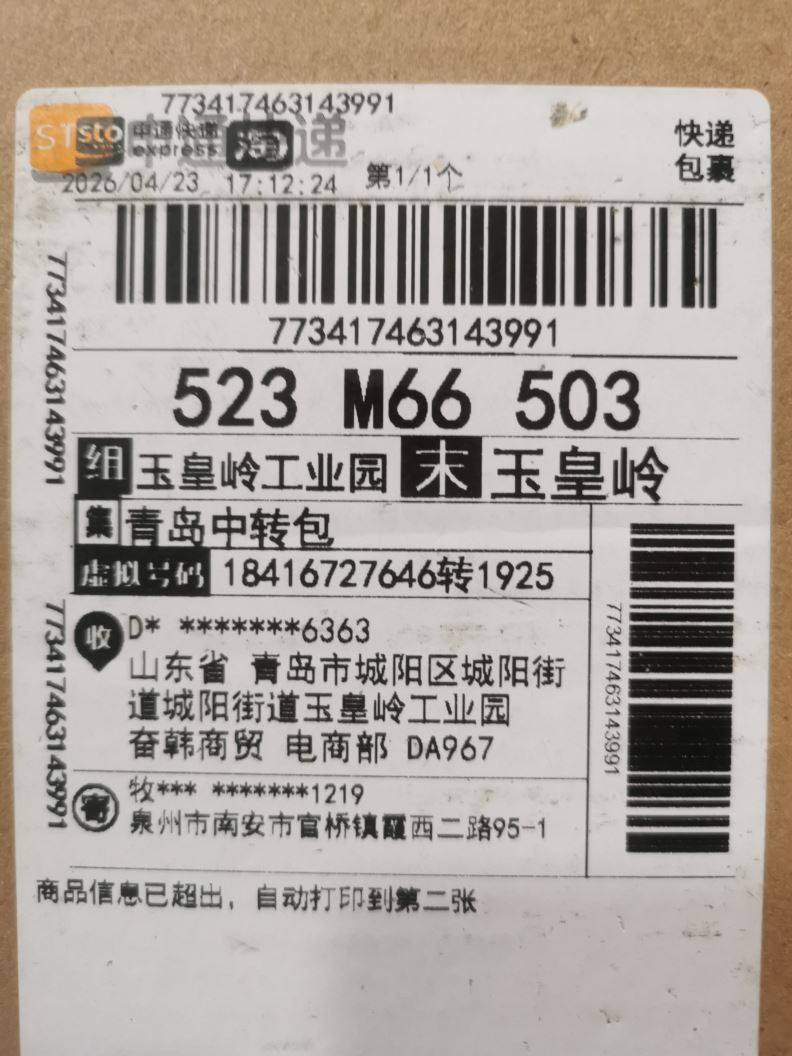 773417463143991
sto 申通快递
express
淘
快递
包裹
2026/04/23 17:12:24 第1/1个
773417463143991
773417463143991
523 M66 503
组 玉皇岭工业园 末 玉皇岭
集 青岛中转包
虚拟号码 18416727646转1925
收 D* *******6363
山东省 青岛市城阳区城阳街
道城阳街道玉皇岭工业园
奋韩商贸 电商部 DA967
773417463143991
773417463143991
寄 牧*** *******1219
泉州市南安市官桥镇霞西二路95-1
商品信息已超出，自动打印到第二张